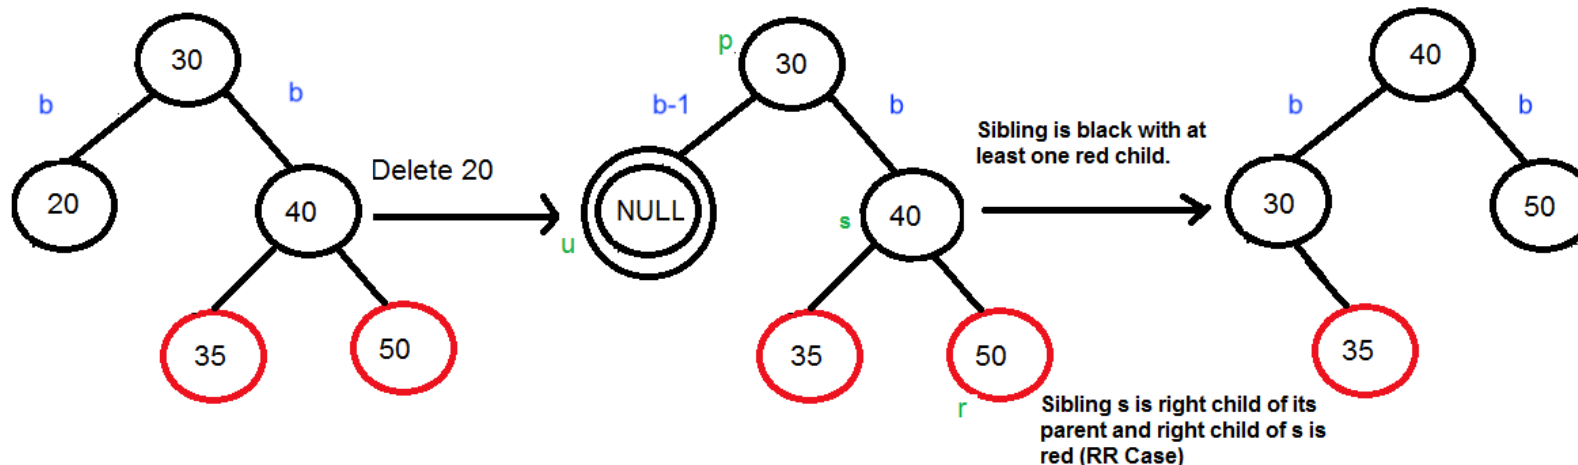 30
b
b
20
40
35
50
Delete 20
p
30
b-1
b
NULL
u
s
40
35
50
r
Sibling is black with at
least one red child.
Sibling s is right child of its
parent and right child of s is
red (RR Case)
40
b
b
30
50
35